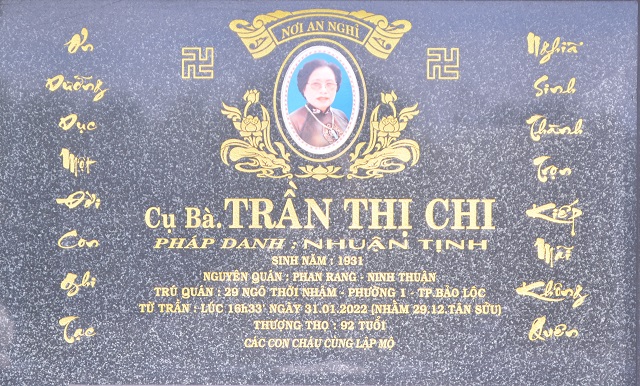 NƠI AN NGHỈ
Ơn
Dưỡng
Dục
Một
Đời
Con
Ghi
Tạc
Nghĩa
Sinh
Thành
Trọn
Kiếp
Mãi
Không
Quên
Cụ Bà. TRẦN THỊ CHI
PHÁP DANH : NHUẬN TỊNH
SINH NĂM : 1931
NGUYÊN QUÁN : PHAN RANG - NINH THUẬN
TRÚ QUÁN : 29 NGÔ THỜI NHẬM - PHƯỜNG 1 - TP.BẢO LỘC
TỪ TRẦN : LÚC 16h33' NGÀY 31.01.2022 (NHẰM 29.12.TÂN SỬU)
THƯỢNG THỌ : 92 TUỔI
CÁC CON CHÁU CÙNG LẬP MỘ